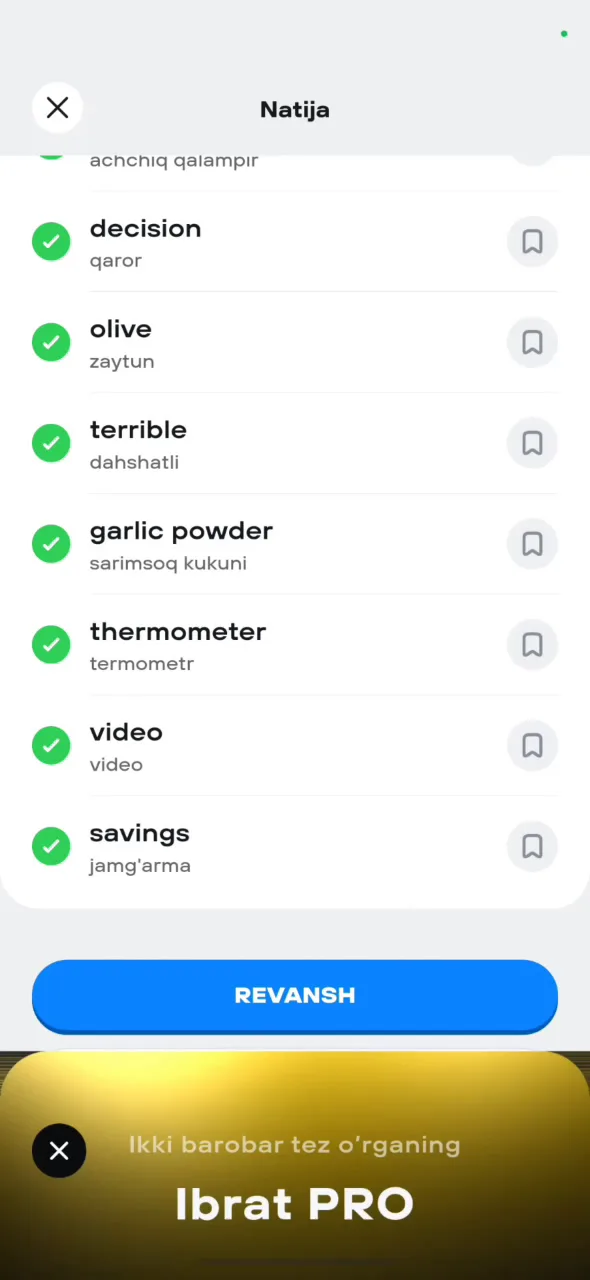 Natija
achchiq qalampir
decision
qaror
olive
zaytun
terrible
dahshatli
garlic powder
sarimsoq kukuni
thermometer
termometr
video
video
savings
jamg'arma
REVANSH
Ikki barobar tez o‘rganing
Ibrat PRO